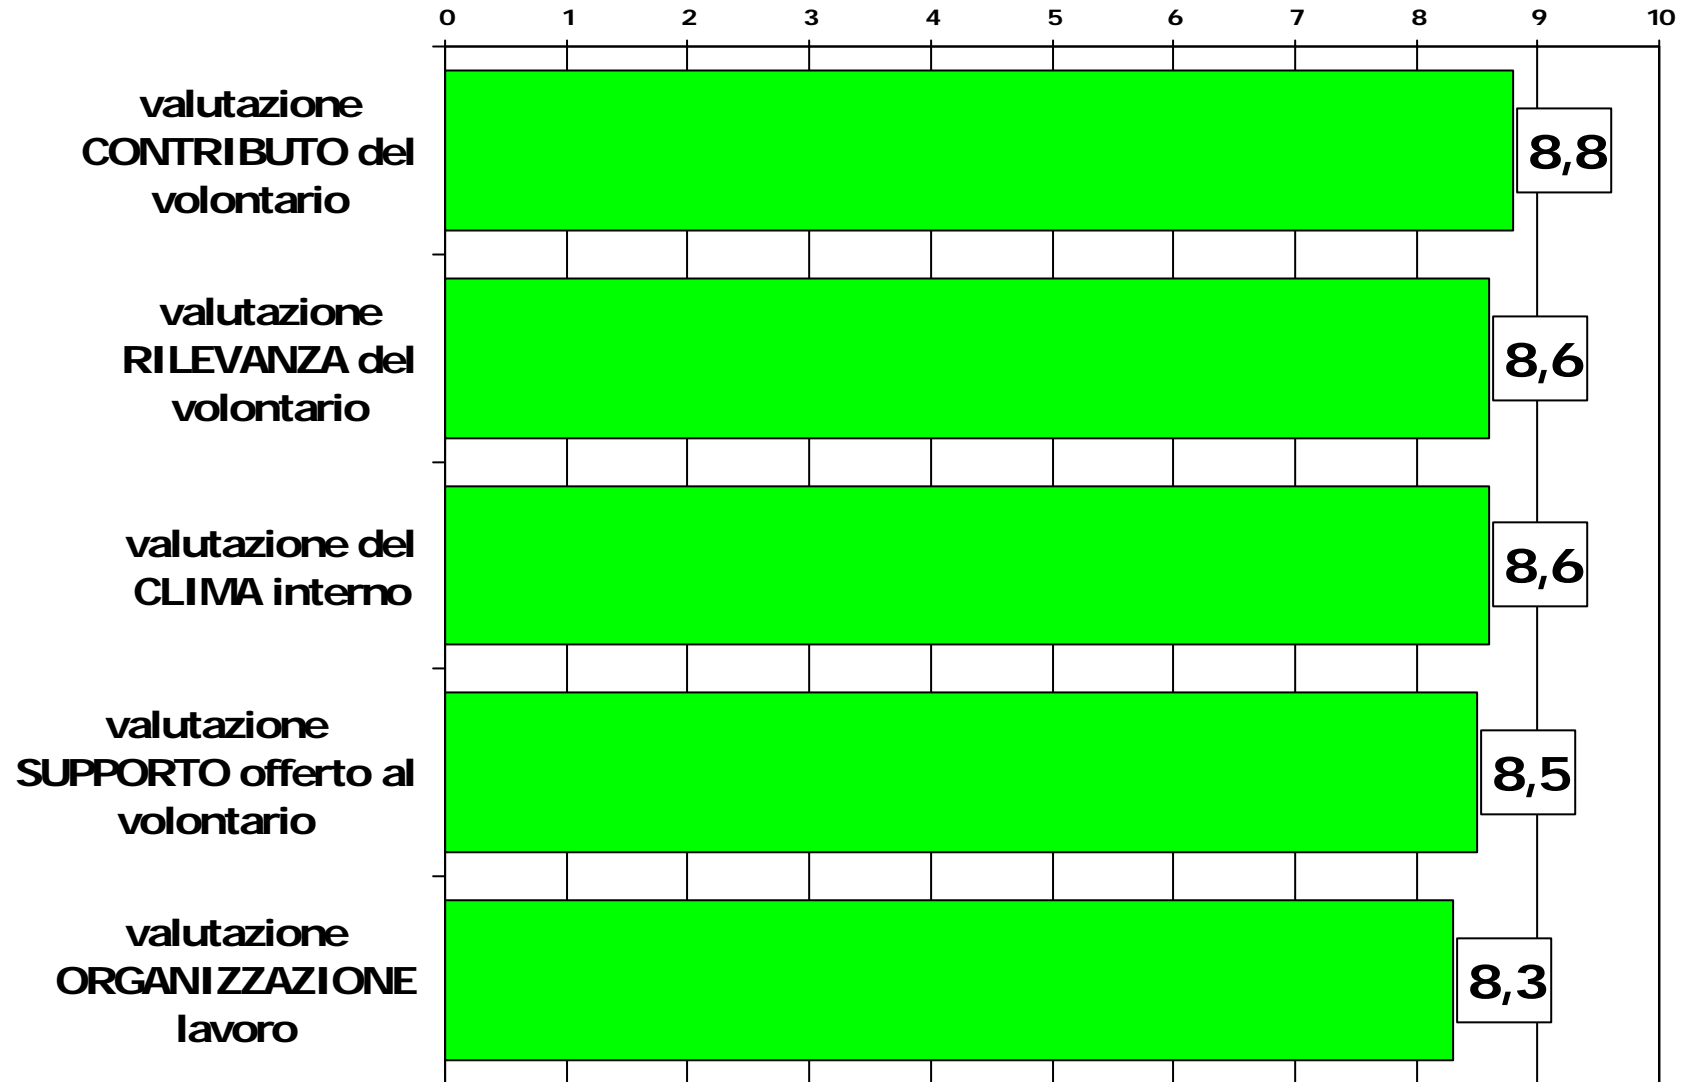 0 1 2 3 4 5 6 7 8 9 10
valutazione
CONTRIBUTO del
volontario
8,8
valutazione
RILEVANZA del
volontario
8,6
valutazione del
CLIMA interno
8,6
valutazione
SUPPORTO offerto al
volontario
8,5
valutazione
ORGANIZZAZIONE
lavoro
8,3